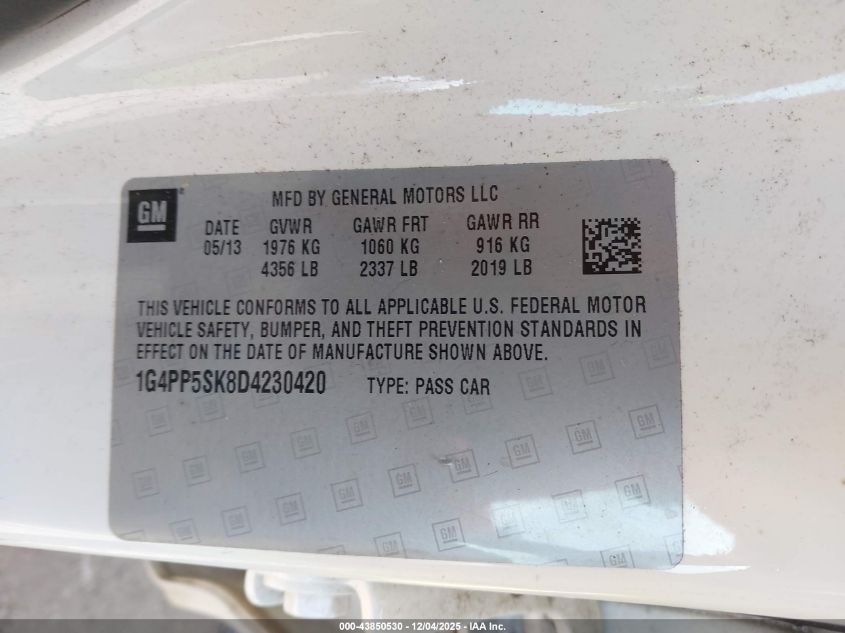 GM
MFD BY GENERAL MOTORS LLC
DATE GVWR GAWR FRT GAWR RR
05/13 1976 KG 1060 KG 916 KG
4356 LB 2337 LB 2019 LB
THIS VEHICLE CONFORMS TO ALL APPLICABLE U.S. FEDERAL MOTOR
VEHICLE SAFETY, BUMPER, AND THEFT PREVENTION STANDARDS IN
EFFECT ON THE DATE OF MANUFACTURE SHOWN ABOVE.
1G4PP5SK8D4230420 TYPE: PASS CAR
000-43850530 - 12/04/2025 - IAA Inc.